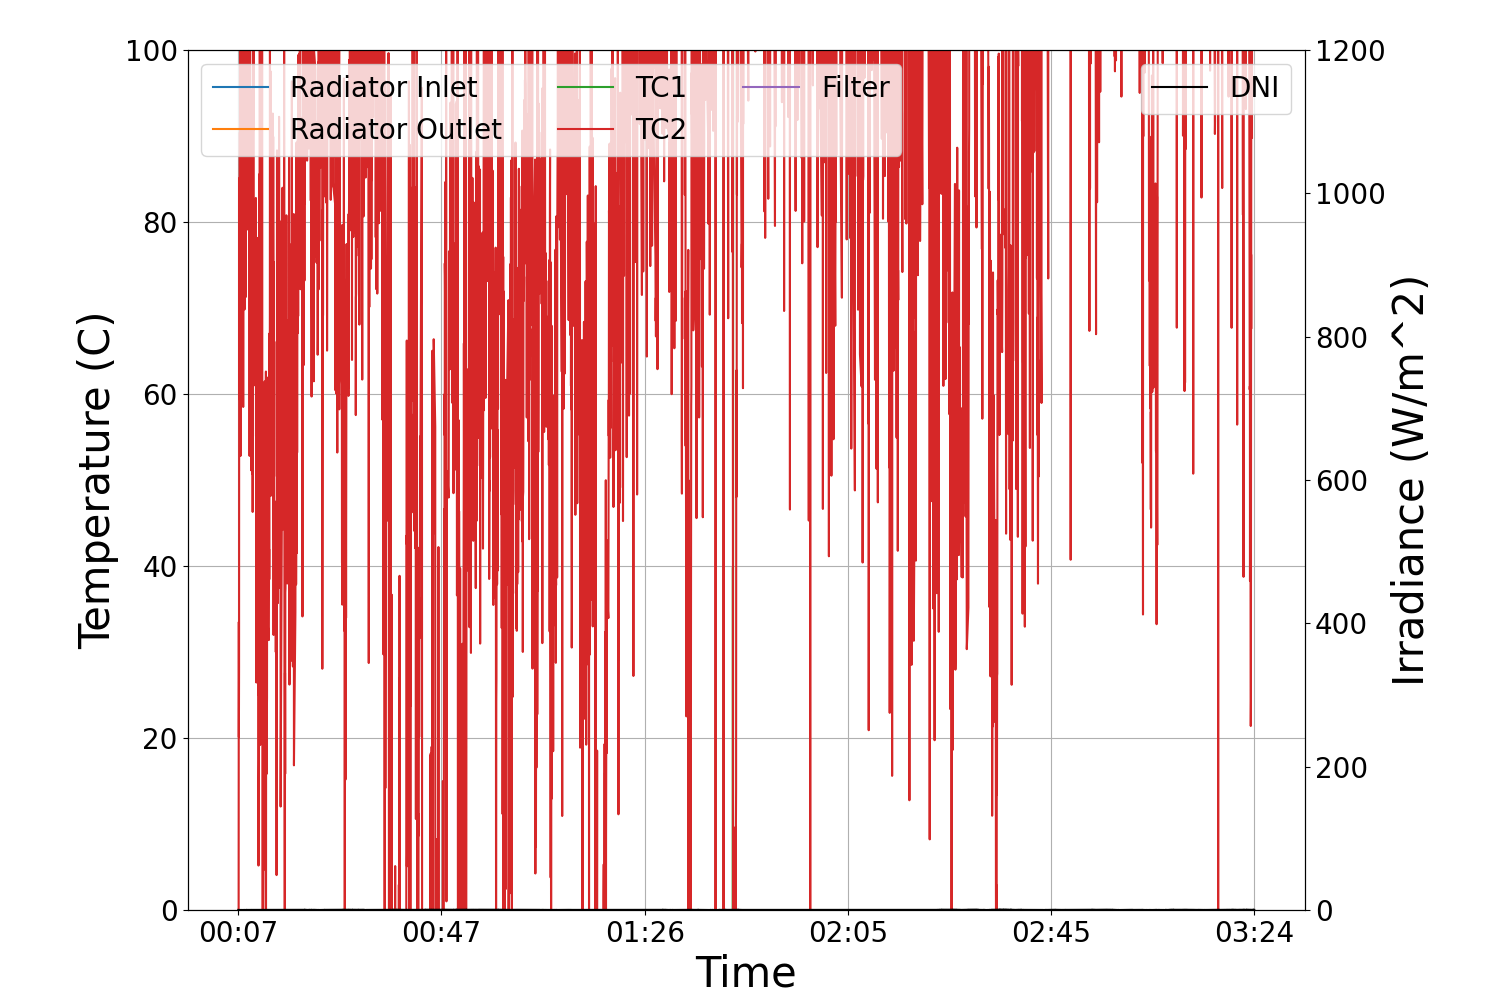 100
80
60
40
20
0
Temperature (C)
Radiator Inlet
Radiator Outlet
TC1
TC2
Filter
DNI
1200
1000
800
600
400
200
0
Irradiance (W/m^2)
00:07 00:47 01:26 02:05 02:45 03:24
Time